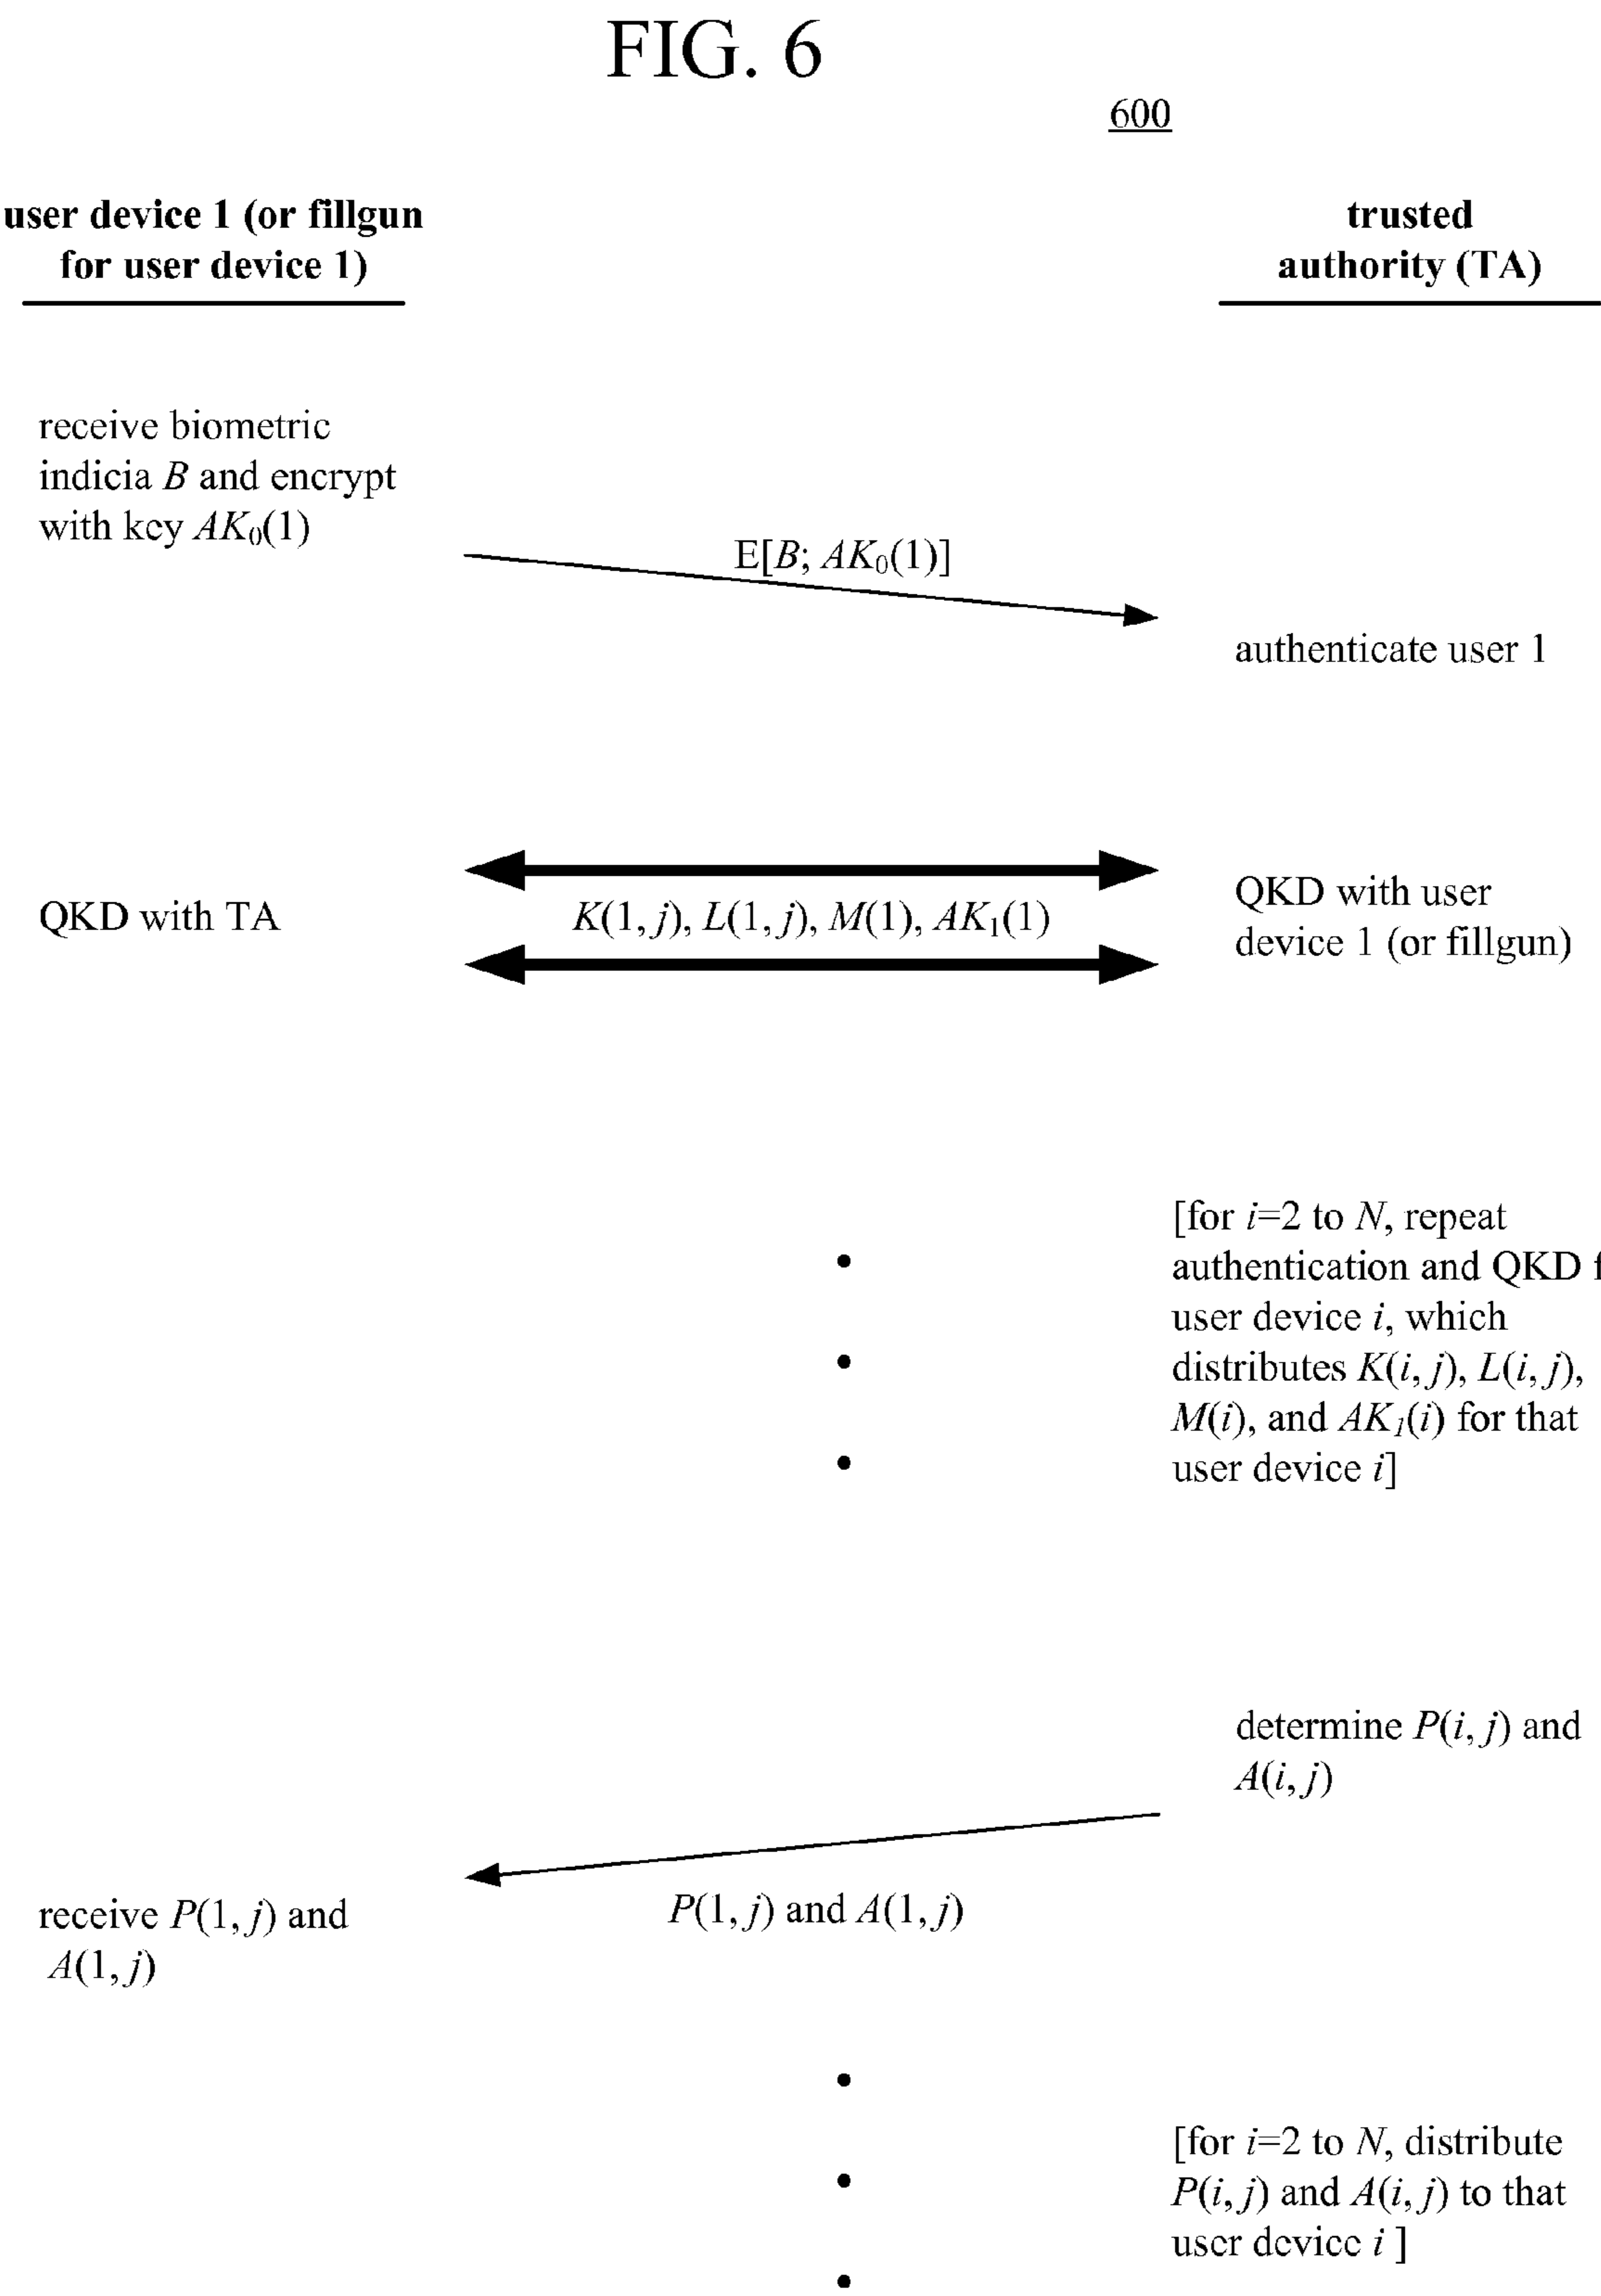 FIG. 6
600
user device 1 (or fillgun
for user device 1)
trusted
authority (TA)
receive biometric
indicia B and encrypt
with key AK₀(1)
E[B; AK₀(1)]
authenticate user 1
QKD with TA
K(1, j), L(1, j), M(1), AK₁(1)
QKD with user
device 1 (or fillgun)
[for i=2 to N, repeat
authentication and QKD f
user device i, which
distributes K(i, j), L(i, j),
M(i), and AK₁(i) for that
user device i]
determine P(i, j) and
A(i, j)
P(1, j) and A(1, j)
receive P(1, j) and
A(1, j)
[for i=2 to N, distribute
P(i, j) and A(i, j) to that
user device i ]